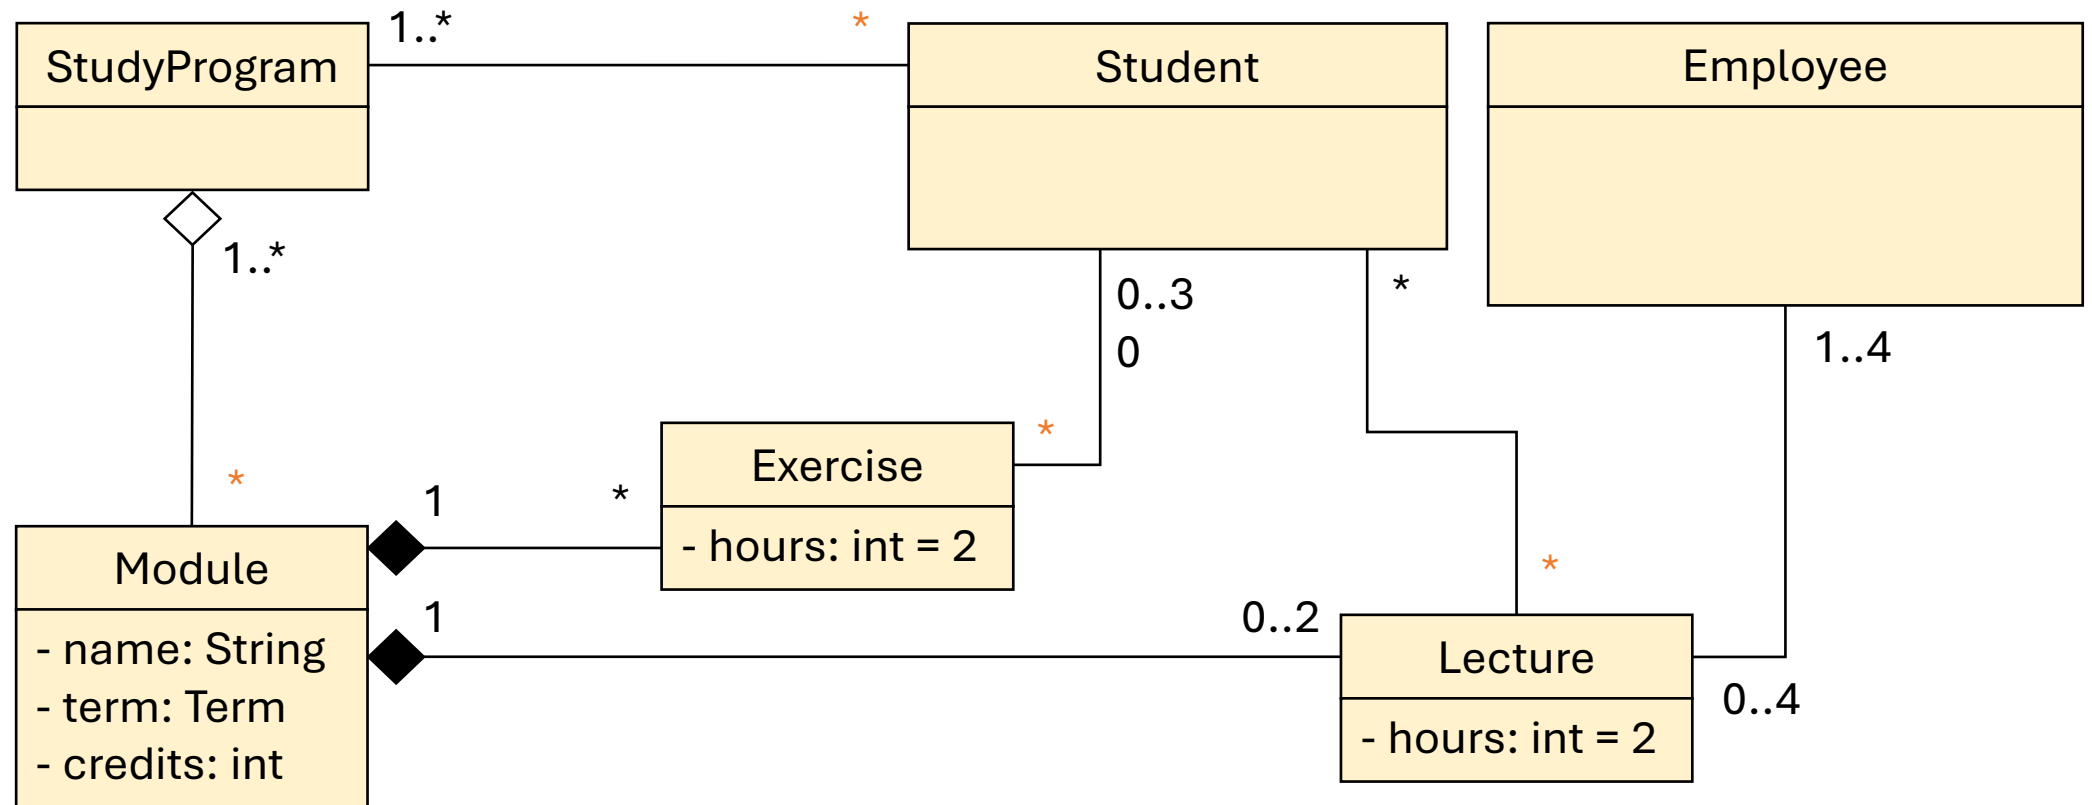 StudyProgram
1..*
*
Student
Employee
1..*
0..3
0
*
1..4
*
*
Exercise
- hours: int = 2
1
*
Module
- name: String
- term: Term
- credits: int
1
0..2
*
Lecture
- hours: int = 2
0..4